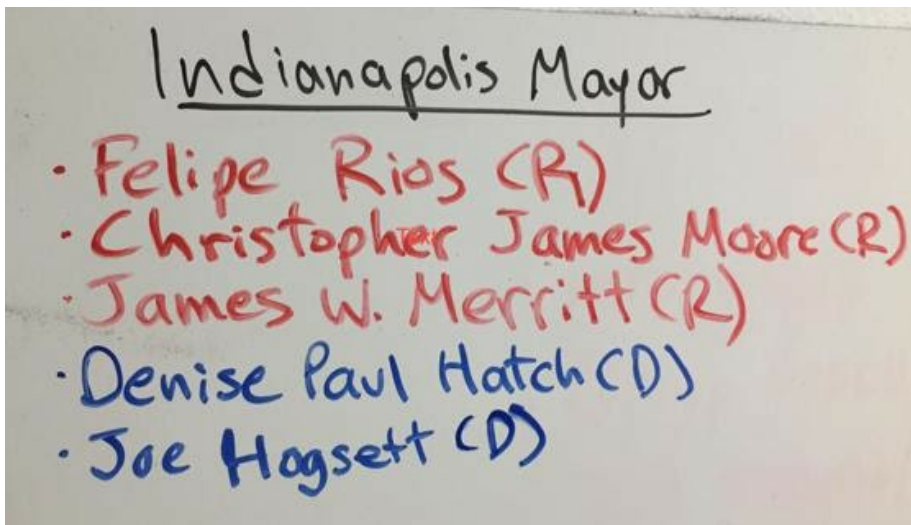 Indianapolis Mayor
· Felipe Rios (R)
· Christopher James Moore (R)
· James W. Merritt (R)
· Denise Paul Hatch (D)
· Joe Hogsett (D)